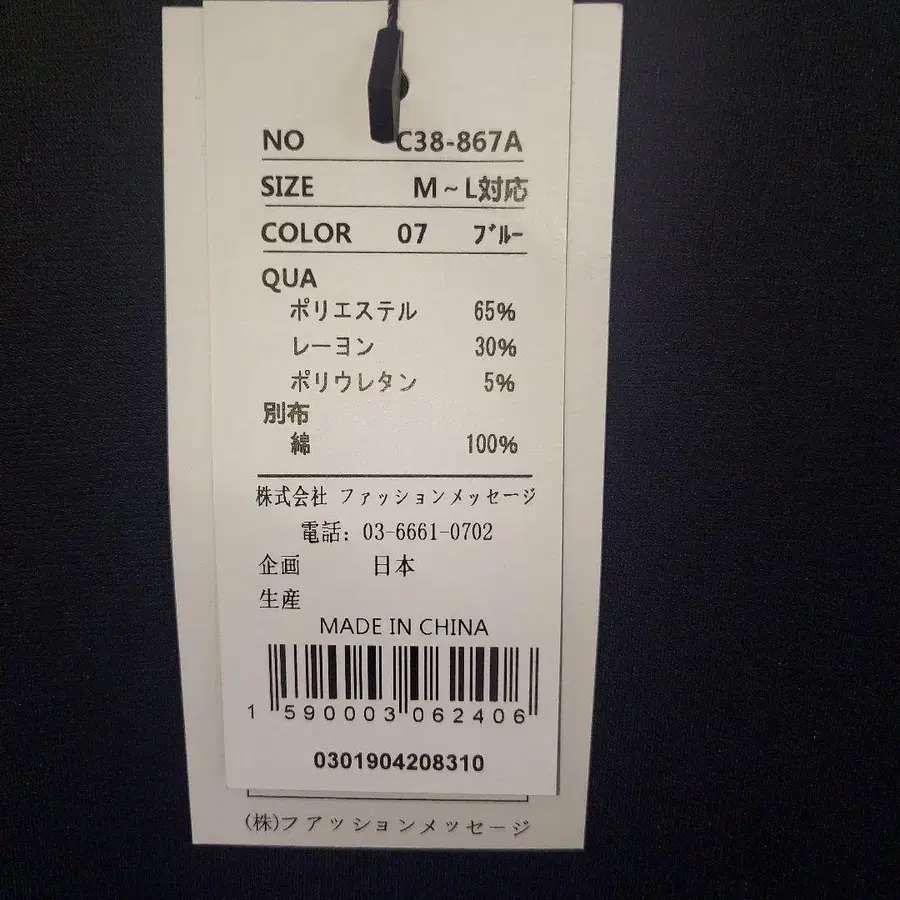 NO C38-867A
SIZE M~L対応
COLOR 07 ブルー
QUA
ポリエステル 65%
レーヨン 30%
ポリウレタン 5%
別布
綿 100%
株式会社 ファッションメッセージ
電話: 03-6661-0702
企画 日本
生産
MADE IN CHINA
1 590003 062406
0301904208310
(株)ファッションメッセージ